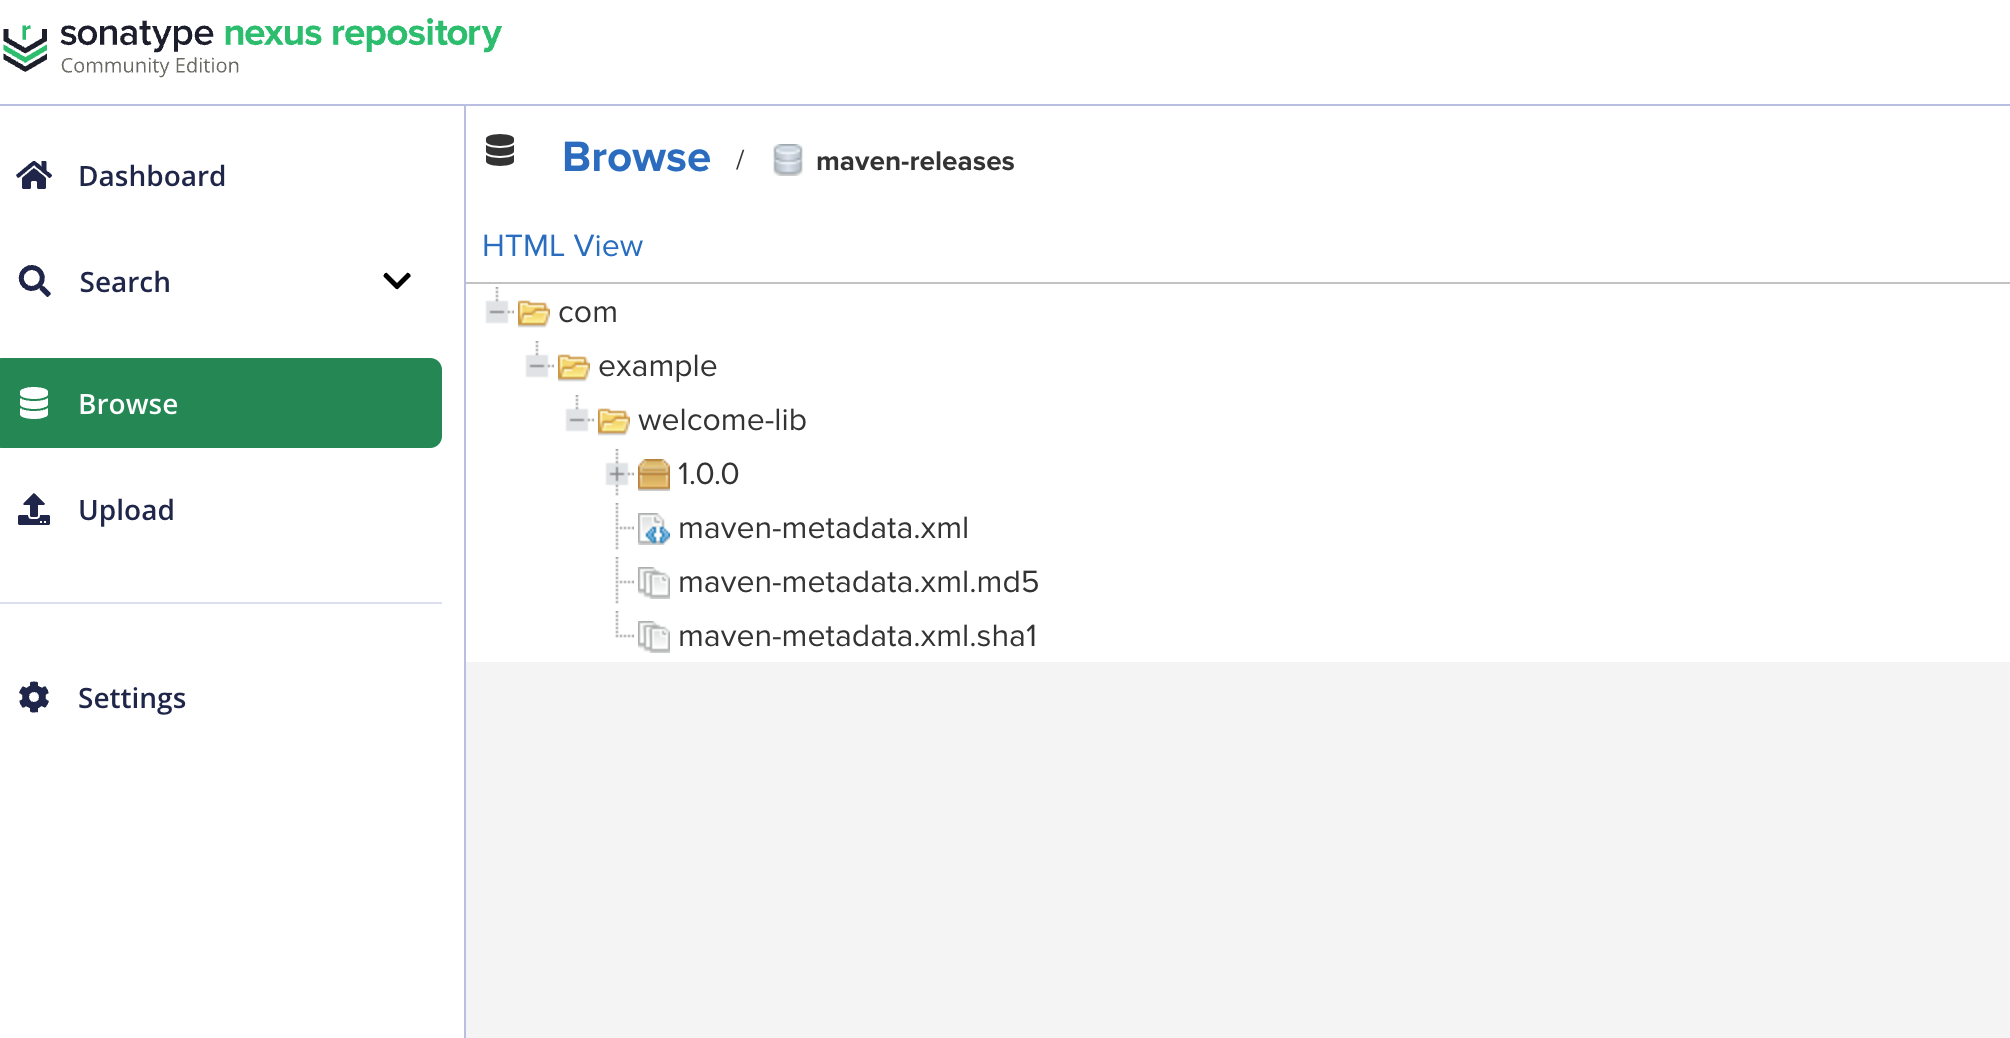 sonatype nexus repository
Community Edition
Dashboard
Search
Browse
Upload
Settings
Browse / maven-releases
HTML View
com
example
welcome-lib
1.0.0
maven-metadata.xml
maven-metadata.xml.md5
maven-metadata.xml.sha1